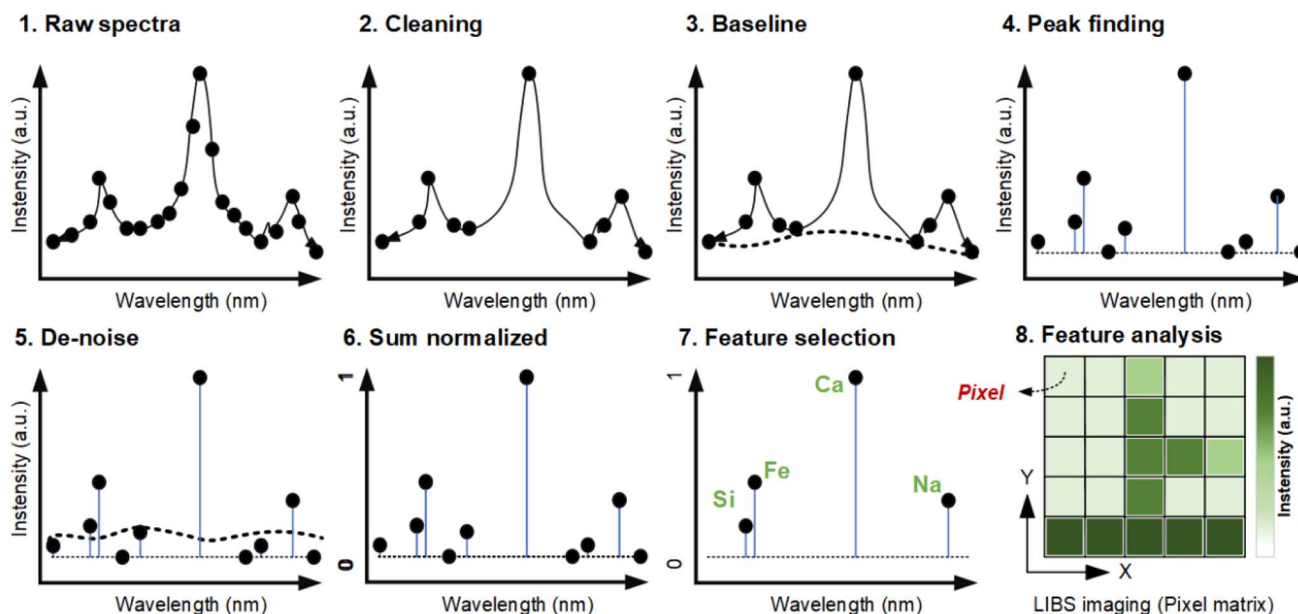 1. Raw spectra
2. Cleaning
3. Baseline
4. Peak finding
Instensity (a.u.)
Instensity (a.u.)
Instensity (a.u.)
Instensity (a.u.)
Wavelength (nm)
Wavelength (nm)
Wavelength (nm)
Wavelength (nm)
5. De-noise
6. Sum normalized
7. Feature selection
8. Feature analysis
Instensity (a.u.)
1
0
1
0
Si
Fe
Ca
Na
Pixel
Y
X
Intensity (a.u.)
Wavelength (nm)
Wavelength (nm)
Wavelength (nm)
LIBS imaging (Pixel matrix)